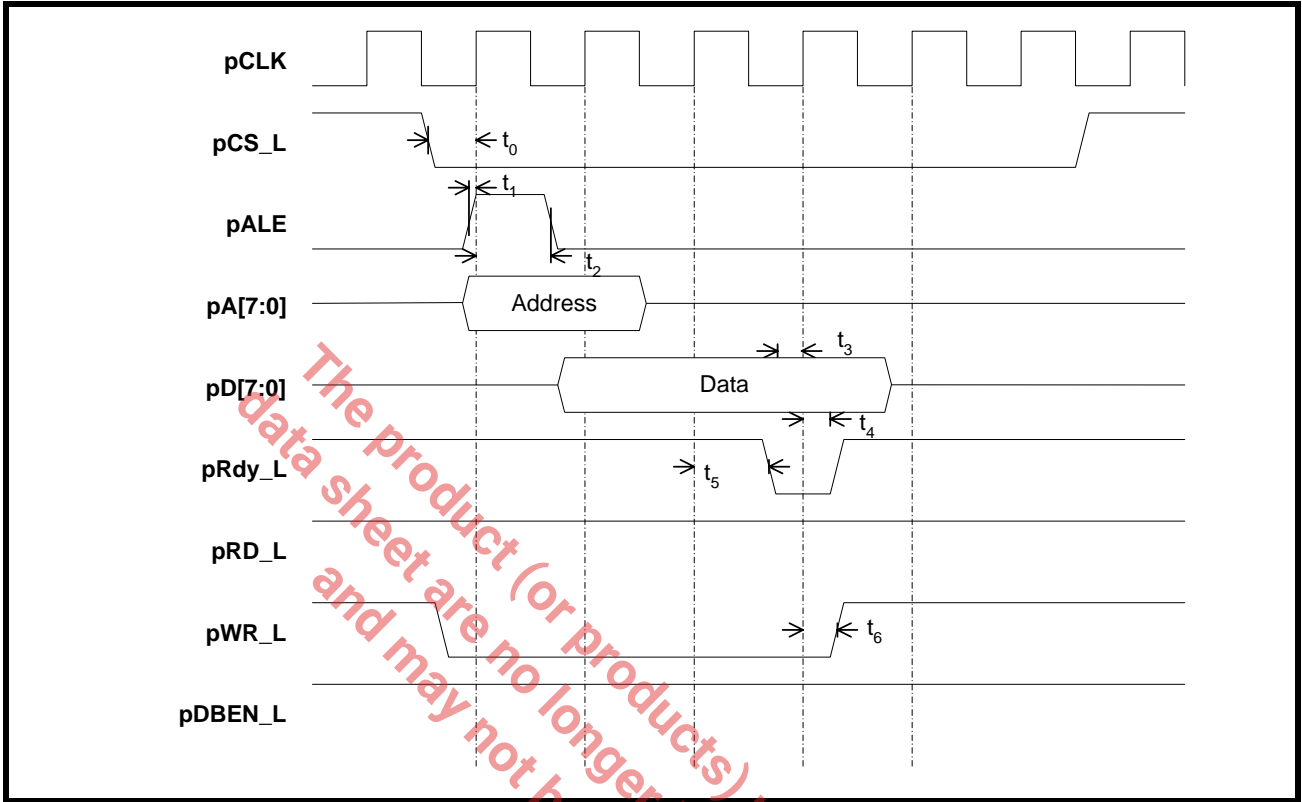 pCLK
pCS_L
t0
t1
pALE
t2
pA[7:0]
Address
t3
pD[7:0]
Data
t4
pRdy_L
t5
pRD_L
pWR_L
t6
pDBEN_L
The product (or products)
data sheet are no longer
and may not b